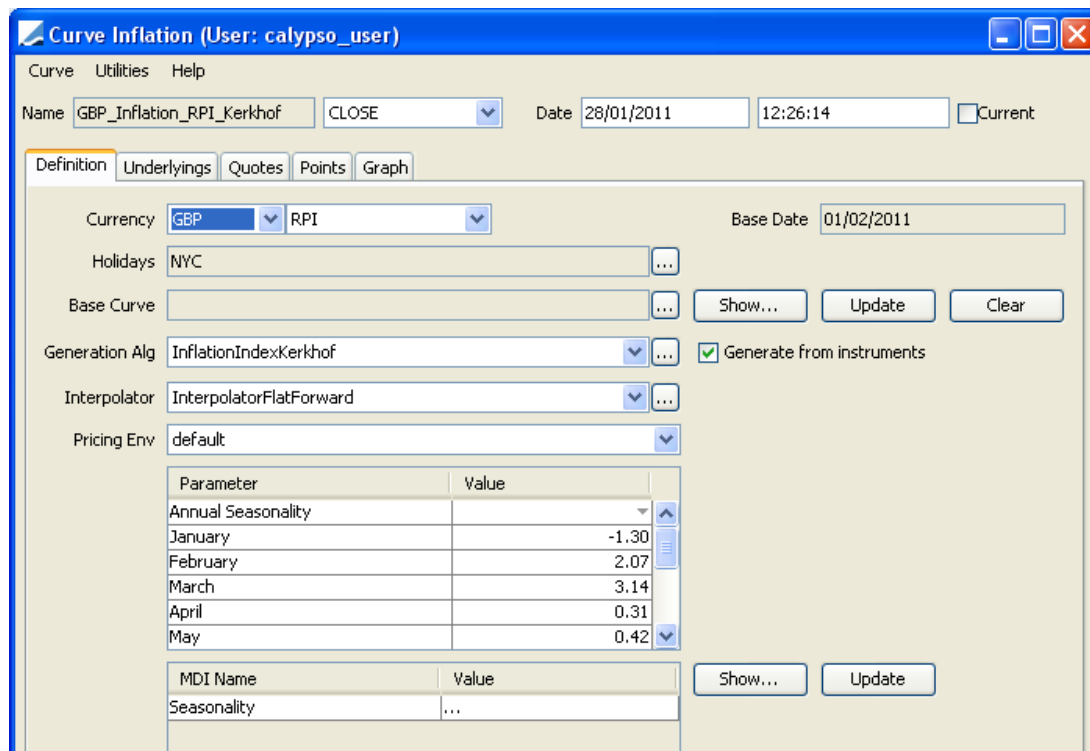 Curve Inflation (User: calypso_user)
Curve Utilities Help
Name GBP_Inflation_RPI_Kerkhof CLOSE Date 28/01/2011 12:26:14 Current
Definition Underlyings Quotes Points Graph
Currency GBP RPI Base Date 01/02/2011
Holidays NYC ...
Base Curve ... Show... Update Clear
Generation Alg InflationIndexKerkhof ... Generate from instruments
Interpolator InterpolatorFlatForward ...
Pricing Env default
Parameter Value
Annual Seasonality
January -1.30
February 2.07
March 3.14
April 0.31
May 0.42
MDI Name Value Show... Update
Seasonality ...